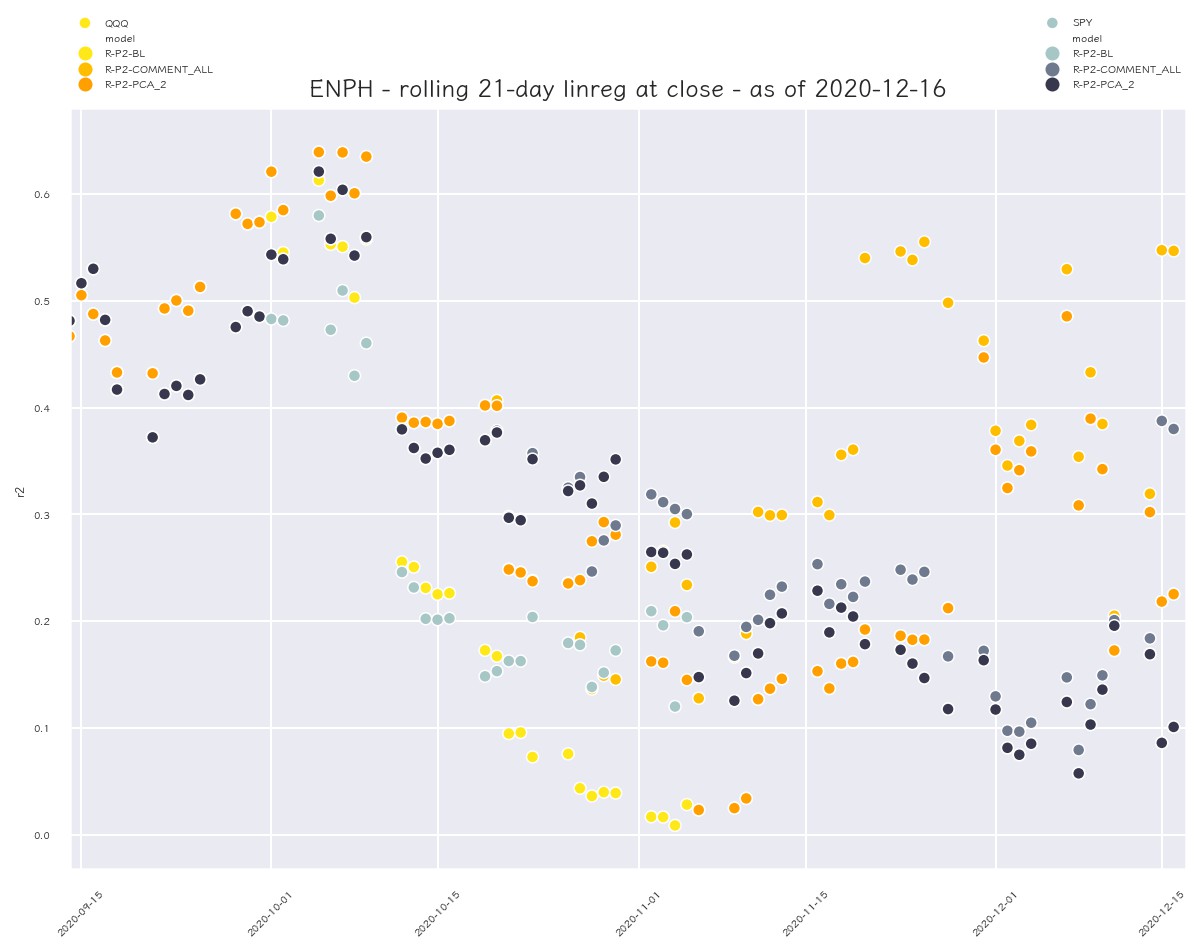 QQQ
model
R-P2-BL
R-P2-COMMENT_ALL
R-P2-PCA_2
SPY
model
R-P2-BL
R-P2-COMMENT_ALL
R-P2-PCA_2
ENPH - rolling 21-day linreg at close - as of 2020-12-16
r2
0.6
0.5
0.4
0.3
0.2
0.1
0.0
2020-09-15
2020-10-01
2020-10-15
2020-11-01
2020-11-15
2020-12-01
2020-12-15